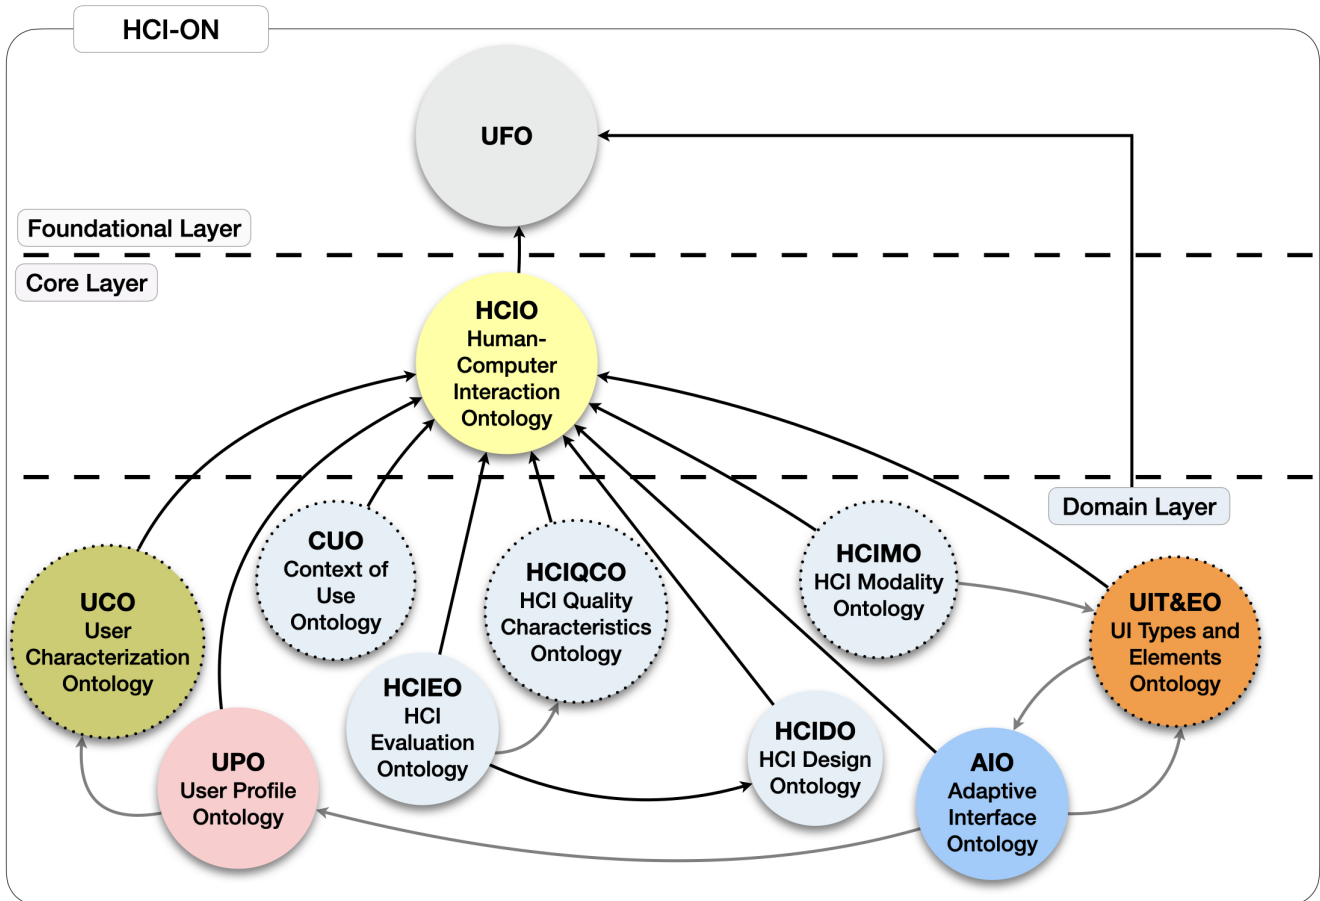 HCI-ON
UFO
Foundational Layer
Core Layer
HCIO
Human-
Computer
Interaction
Ontology
Domain Layer
CUO
Context of
Use
Ontology
HCIQCO
HCI Quality
Characteristics
Ontology
HCIMO
HCI Modality
Ontology
UCO
User
Characterization
Ontology
UIT&EO
UI Types and
Elements
Ontology
HCIEO
HCI
Evaluation
Ontology
HCIDO
HCI Design
Ontology
UPO
User Profile
Ontology
AIO
Adaptive
Interface
Ontology